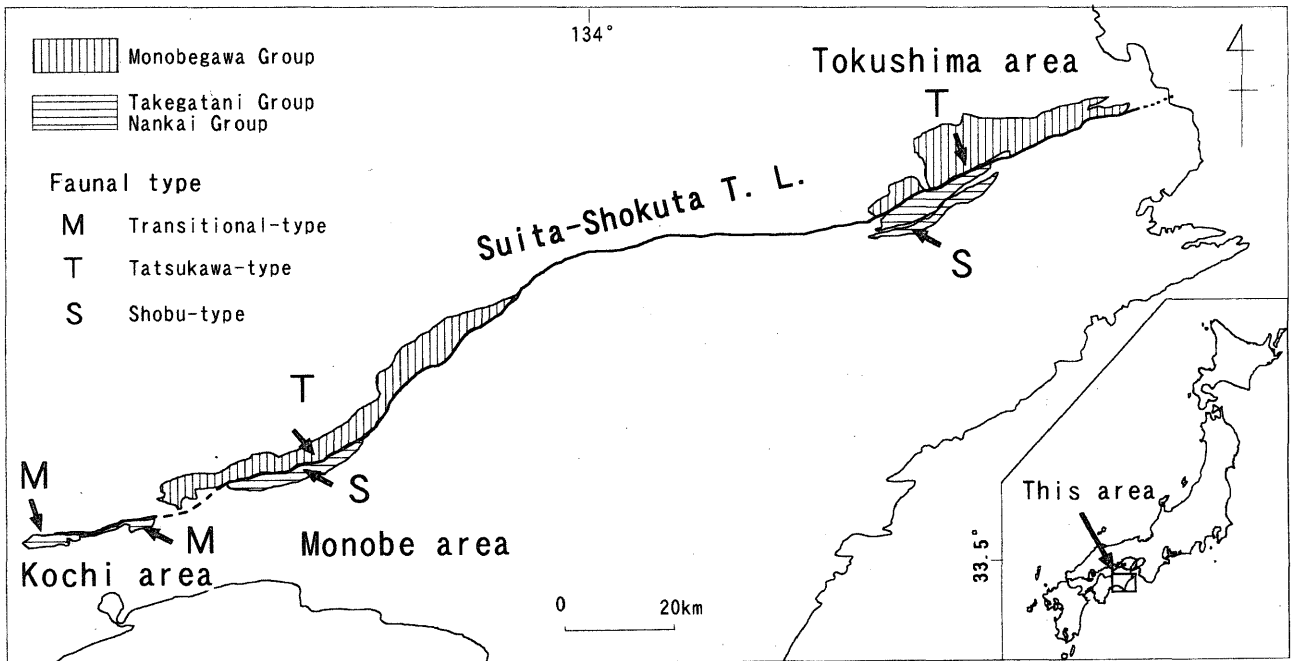 134°
Monobegawa Group
Takegatani Group
Nankai Group
Faunal type
M Transitional-type
T Tatsukawa-type
S Shobu-type
Tokushima area
T
Suita-Shokuta T. L.
S
T
S
M
M
Monobe area
Kochi area
0 20km
This area
33.5°